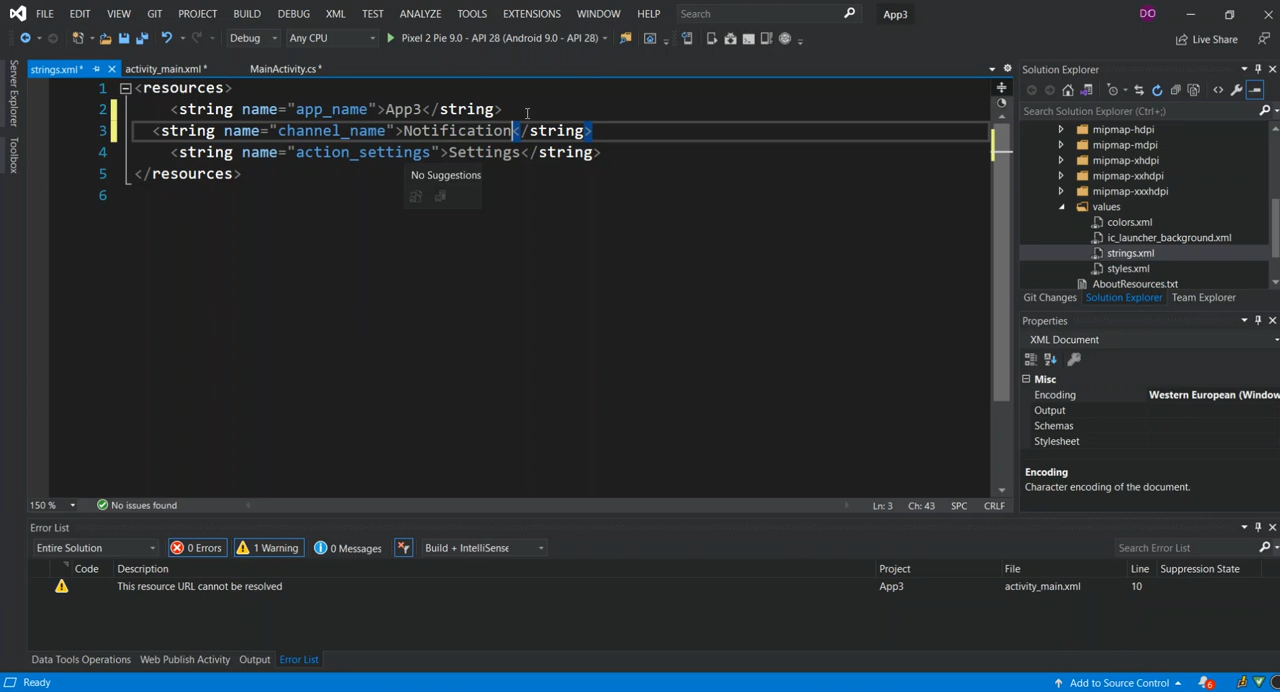 FILE EDIT VIEW GIT PROJECT BUILD DEBUG XML TEST ANALYZE TOOLS EXTENSIONS WINDOW HELP Search App3 DO
Debug Any CPU Pixel 2 Pie 9.0 - API 28 (Android 9.0 - API 28) Live Share
Server Explorer
Toolbox
strings.xml* activity_main.xml* MainActivity.cs*
1 <resources>
2 <string name="app_name">App3</string>
3 <string name="channel_name">Notification</string>
4 <string name="action_settings">Settings</string>
5 </resources>
6
No Suggestions
150 % No issues found Ln: 3 Ch: 43 SPC CRLF
Solution Explorer
Search Solution Explorer (Ctrl+;)
mipmap-hdpi
mipmap-mdpi
mipmap-xhdpi
mipmap-xxhdpi
mipmap-xxxhdpi
values
colors.xml
ic_launcher_background.xml
strings.xml
styles.xml
AboutResources.txt
Git Changes Solution Explorer Team Explorer
Properties
XML Document
Misc
Encoding Western European (Window
Output
Schemas
Stylesheet
Encoding
Character encoding of the document.
Error List
Entire Solution 0 Errors 1 Warning 0 Messages Build + IntelliSense Search Error List
Code Description Project File Line Suppression State
This resource URL cannot be resolved App3 activity_main.xml 10
Data Tools Operations Web Publish Activity Output Error List
Ready Add to Source Control 6